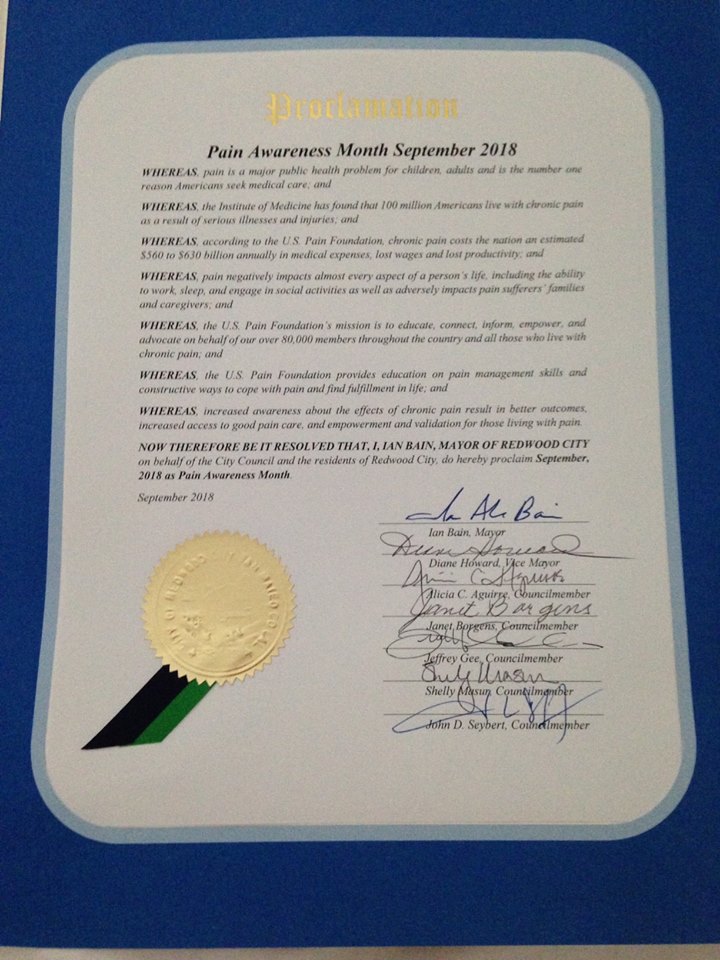 Proclamation
Pain Awareness Month September 2018
WHEREAS, pain is a major public health problem for children, adults and is the number one
reason Americans seek medical care; and
WHEREAS, the Institute of Medicine has found that 100 million Americans live with chronic pain
as a result of serious illnesses and injuries; and
WHEREAS, according to the U.S. Pain Foundation, chronic pain costs the nation an estimated
$560 to $630 billion annually in medical expenses, lost wages and lost productivity; and
WHEREAS, pain negatively impacts almost every aspect of a person's life, including the ability
to work, sleep, and engage in social activities as well as adversely impacts pain sufferers' families
and caregivers; and
WHEREAS, the U.S. Pain Foundation's mission is to educate, connect, inform, empower, and
advocate on behalf of our over 80,000 members throughout the country and all those who live with
chronic pain; and
WHEREAS, the U.S. Pain Foundation provides education on pain management skills and
constructive ways to cope with pain and find fulfillment in life; and
WHEREAS, increased awareness about the effects of chronic pain result in better outcomes,
increased access to good pain care, and empowerment and validation for those living with pain.
NOW THEREFORE BE IT RESOLVED THAT, I, IAN BAIN, MAYOR OF REDWOOD CITY
on behalf of the City Council and the residents of Redwood City, do hereby proclaim September,
2018 as Pain Awareness Month.
September 2018
Ian Bain, Mayor
Diane Howard, Vice Mayor
Alicia C. Aguirre, Councilmember
Janet Borgens
Janet Borgens, Councilmember
Jeffrey Gee, Councilmember
Shelly Masur, Councilmember
John D. Seybert, Councilmember